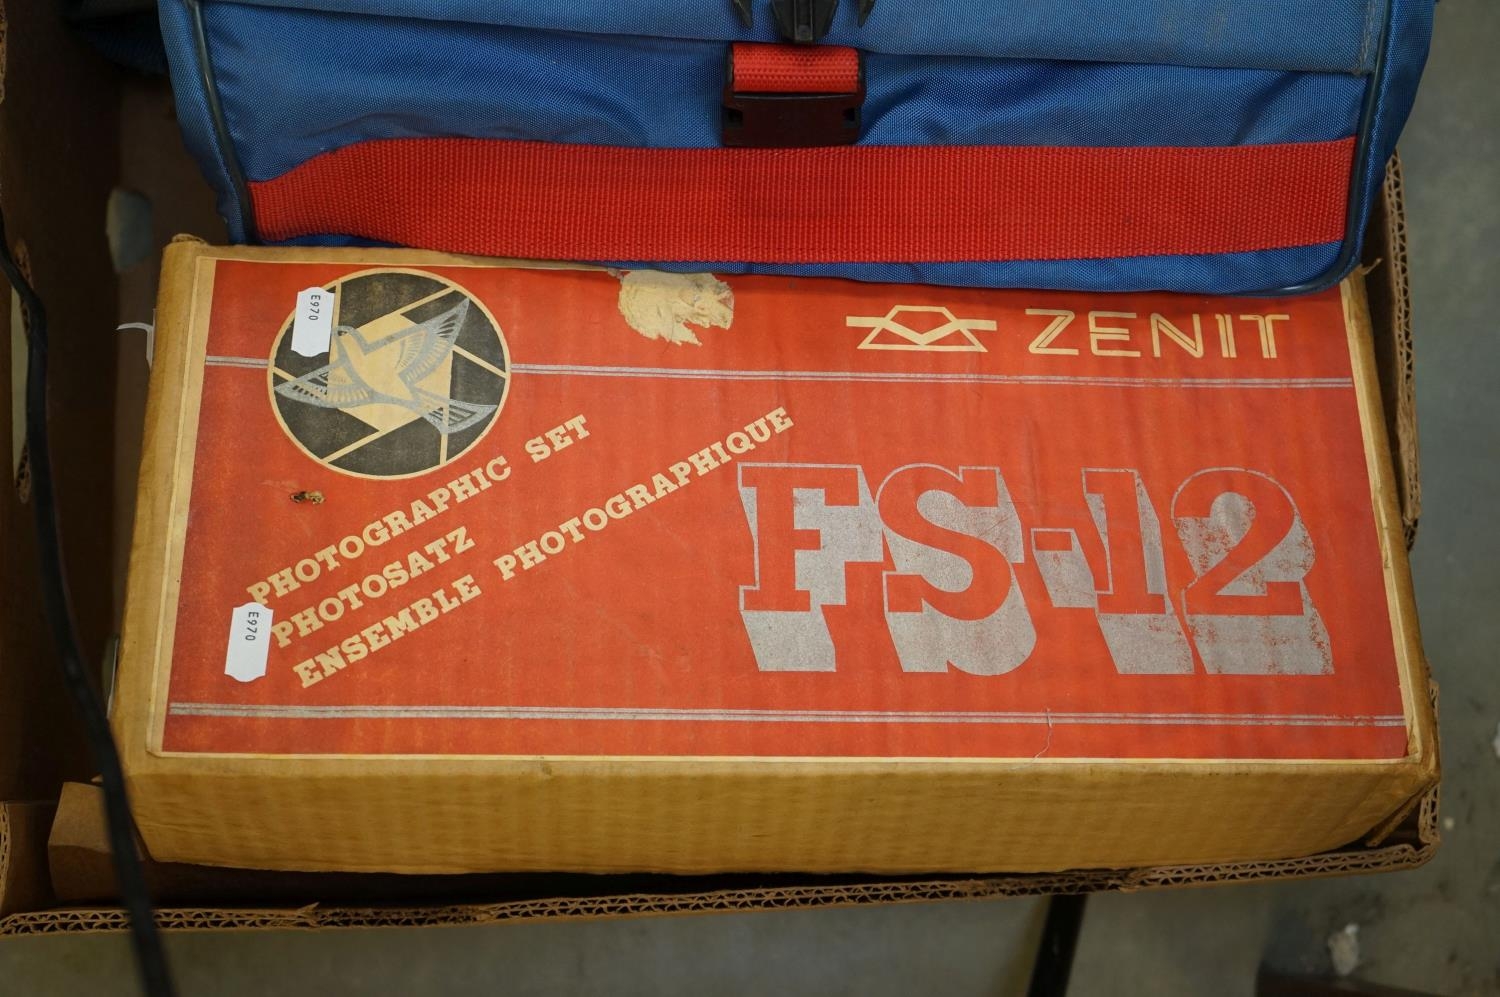 E970
ZENIT
PHOTOGRAPHIC SET
PHOTOSATZ
ENSEMBLE PHOTOGRAPHIQUE
FS-12
E970